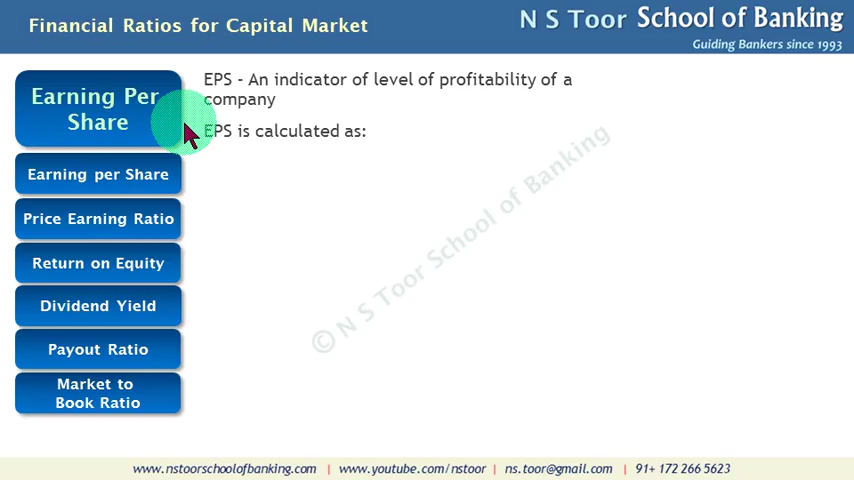 Financial Ratios for Capital Market
N S Toor School of Banking
Guiding Bankers since 1993
Earning Per
Share
Earning per Share
Price Earning Ratio
Return on Equity
Dividend Yield
Payout Ratio
Market to
Book Ratio
EPS - An indicator of level of profitability of a
company
EPS is calculated as:
© N S Toor School of Banking
www.nstoorschoolofbanking.com | www.youtube.com/nstoor | ns.toor@gmail.com | 91+ 172 266 5623